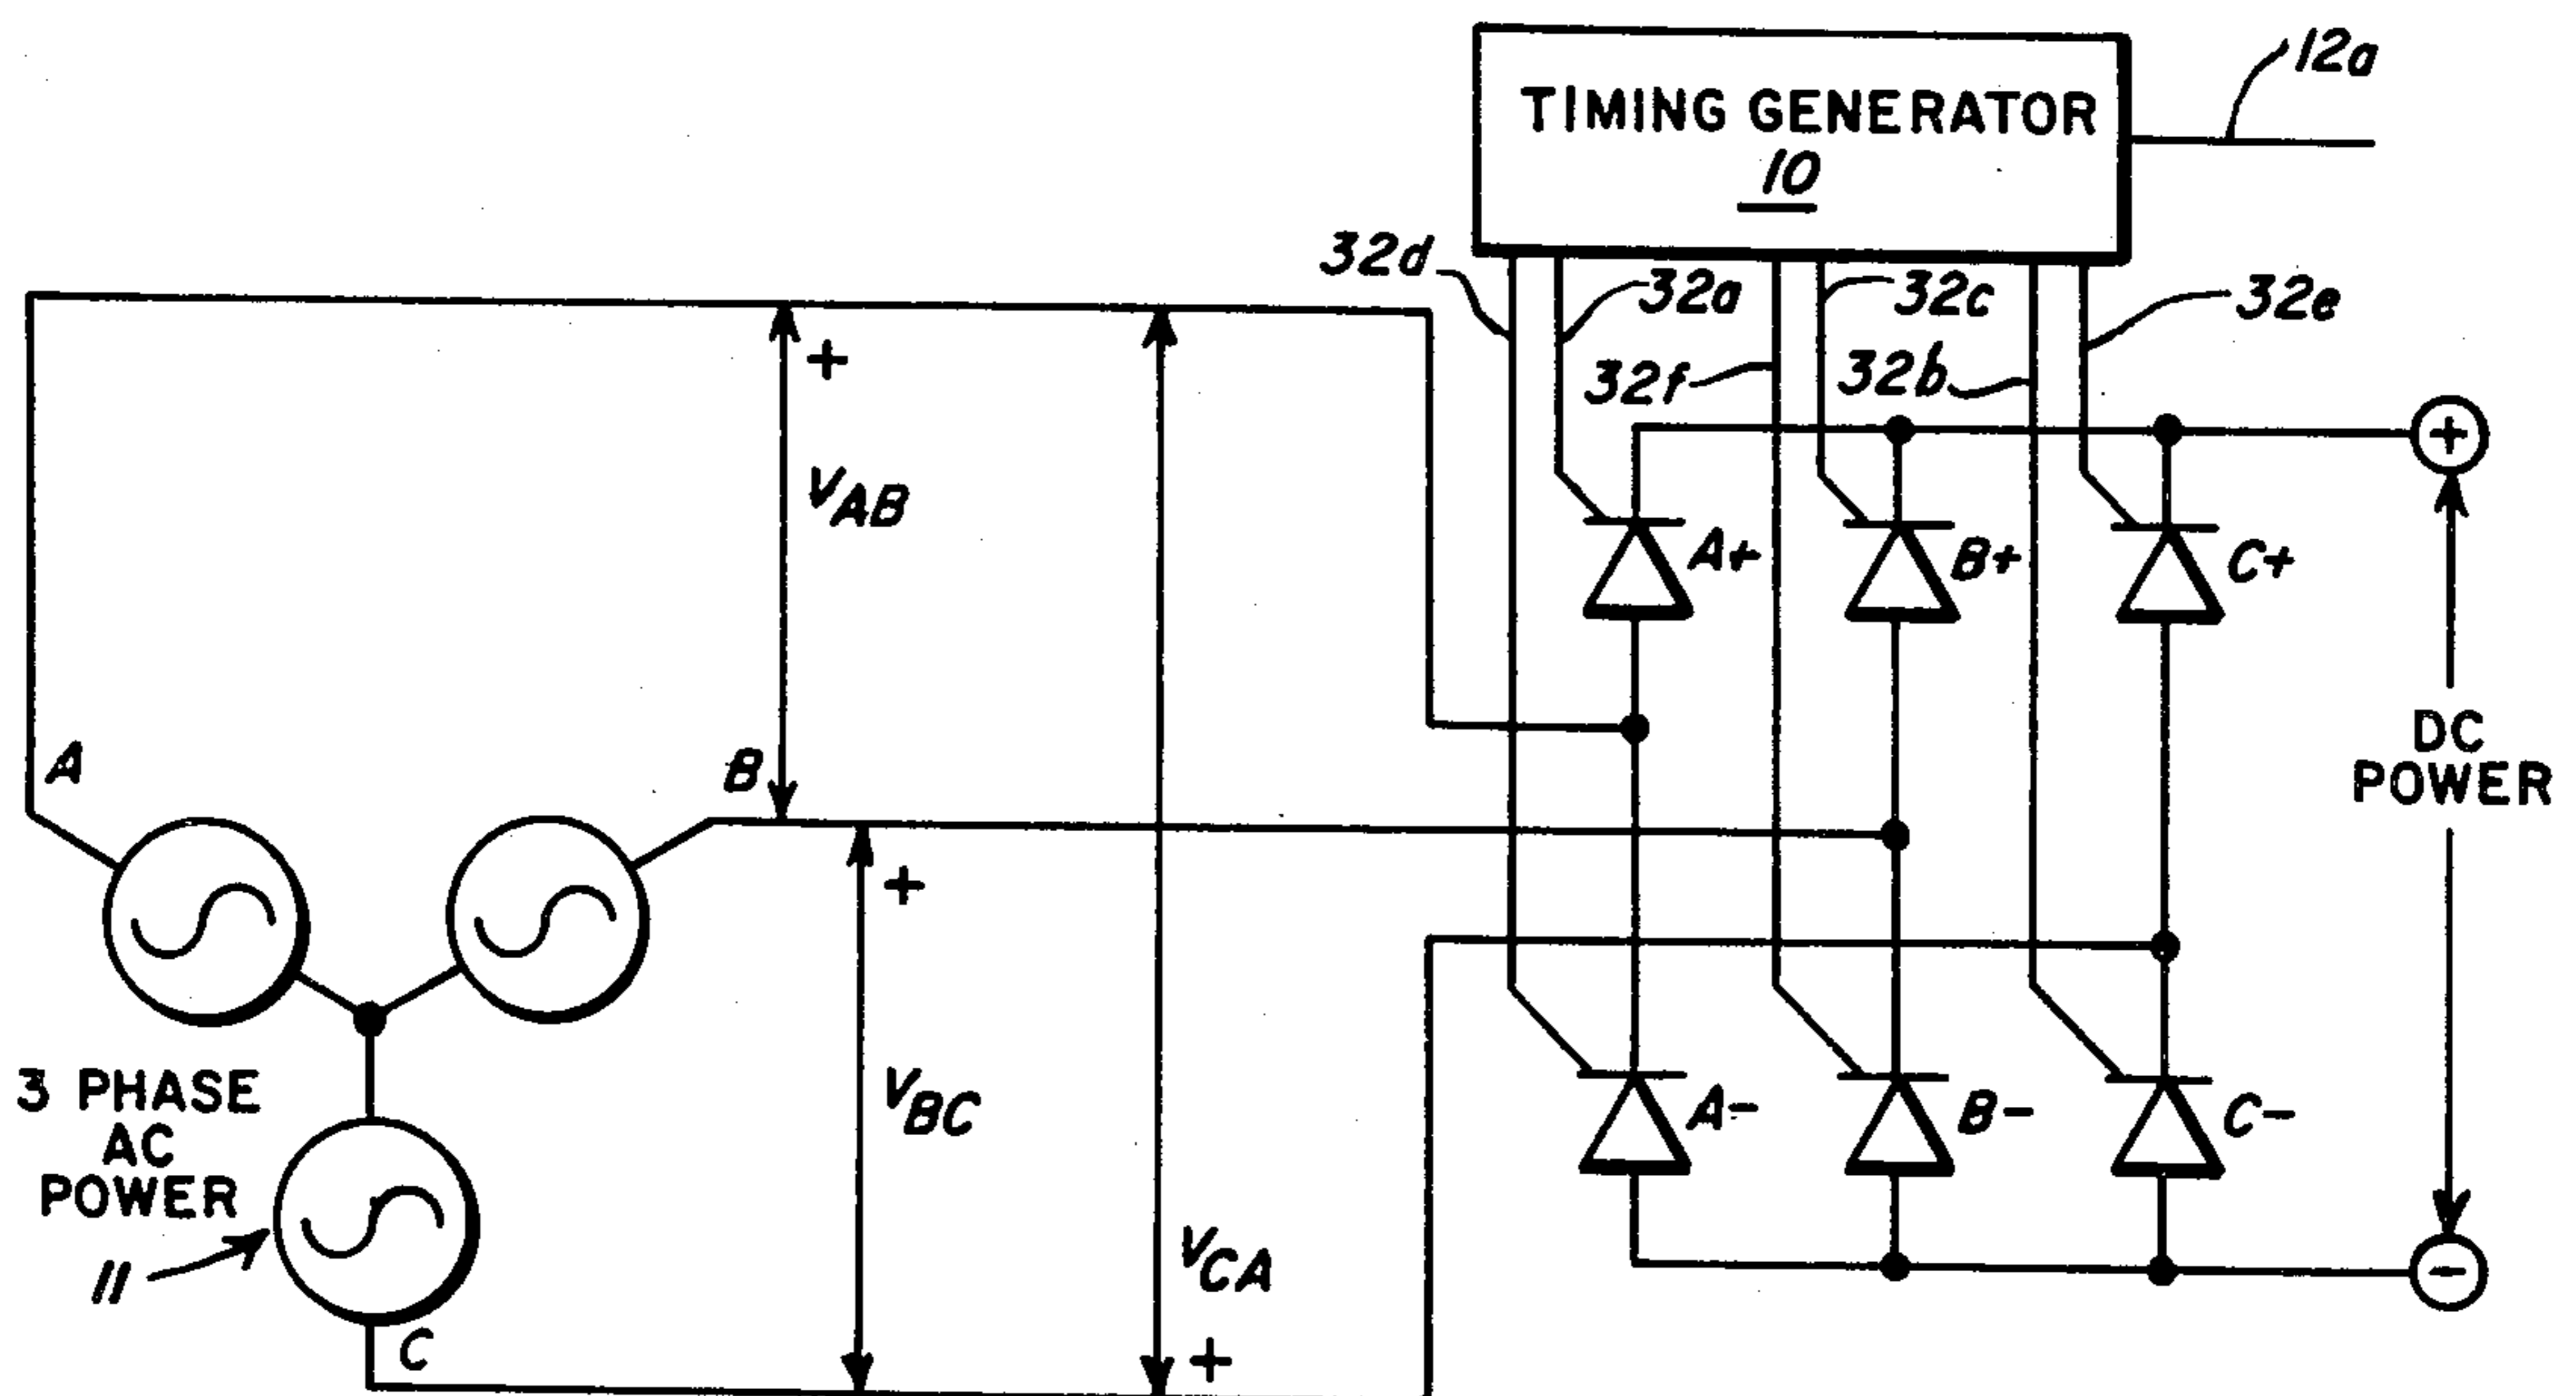 12a
TIMING GENERATOR
10
32d
32a
32c
32e
32f
32b
+
+
VAB
A+
B+
C+
A
B
DC
POWER
+
VBC
3 PHASE
AC
POWER
A-
B-
C-
VCA
11
-
C
+